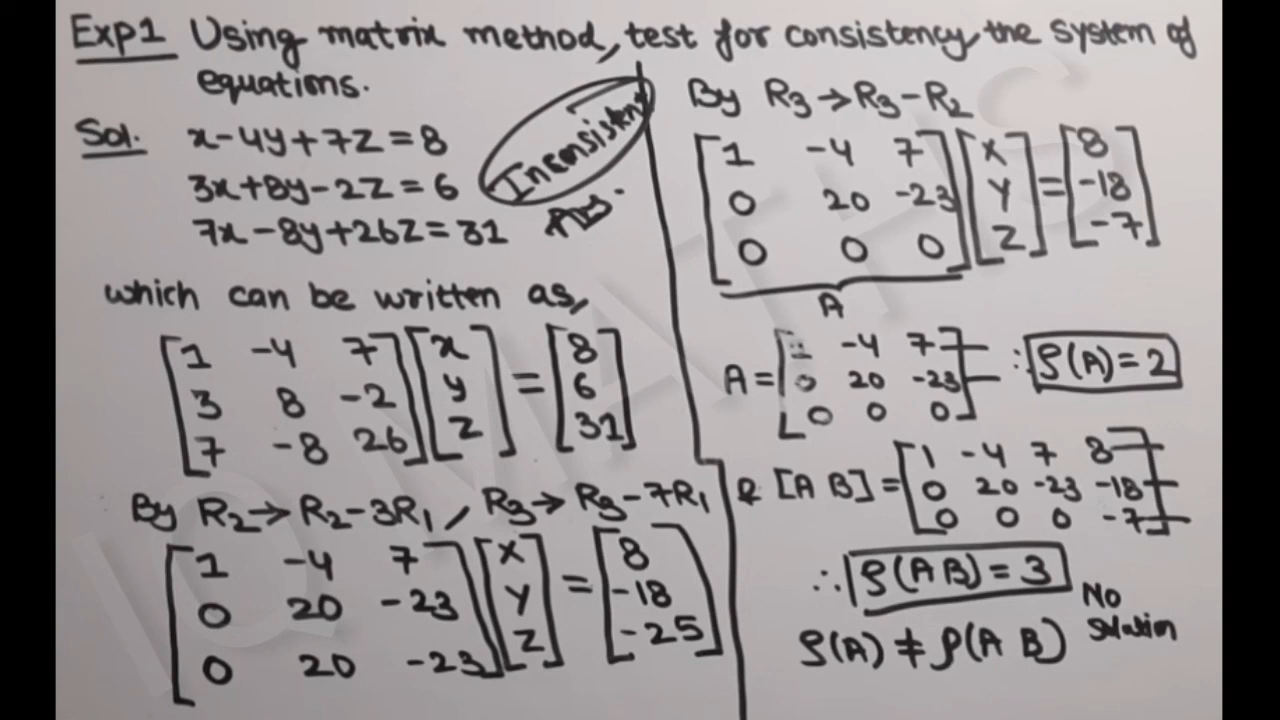 Exp1 Using matrix method, test for consistency, the system of
equations.
Sol. x-4y+7z=8
3x+8y-2z=6
7x-8y+26z=31
Inconsistent
Ans.
which can be written as,
[1 -4 7] [x] = [8]
[3 8 -2] [y] [6]
[7 -8 26] [z] [31]
By R₂→R₂-3R₁, R₃→R₃-7R₁
[1 -4 7] [x] = [8]
[0 20 -23] [y] [-18]
[0 20 -23] [z] [-25]
By R₃→R₃-R₂
[1 -4 7] [x] = [8]
[0 20 -23] [y] [-18]
[0 0 0] [z] [-7]
A
A = [1 -4 7] ∴ ρ(A)=2
[0 20 -23]
[0 0 0]
& [A B] = [1 -4 7 8]
[0 20 -23 -18]
[0 0 0 -7]
∴ ρ(A B)=3
No
solution
ρ(A) ≠ ρ(A B)
IQ MATHS